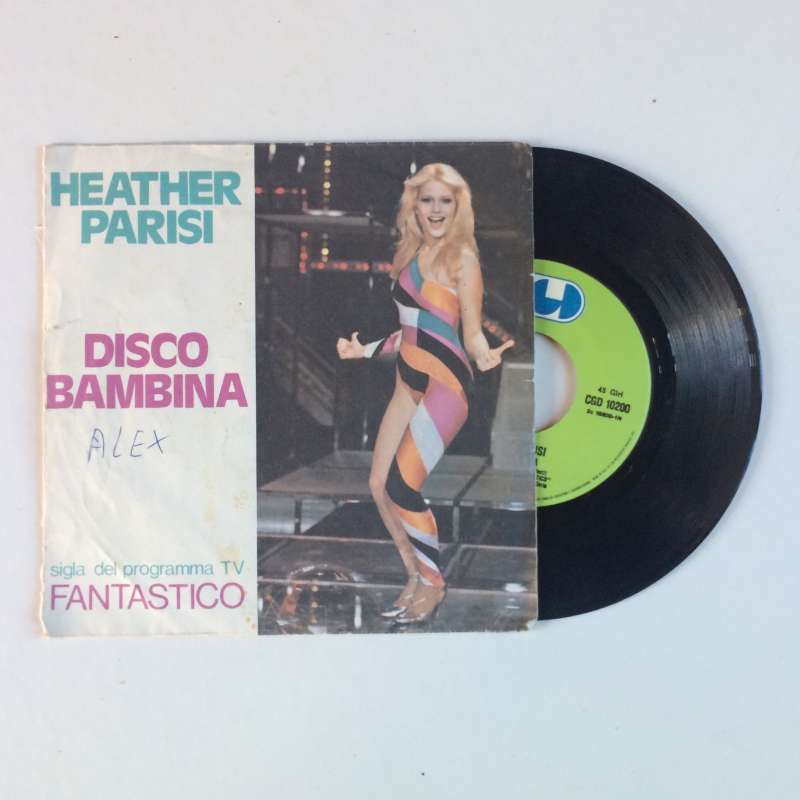 HEATHER
PARISI
DISCO
BAMBINA
ALEX
sigla del programma TV
FANTASTICO
45 GIRI
CGD 10200